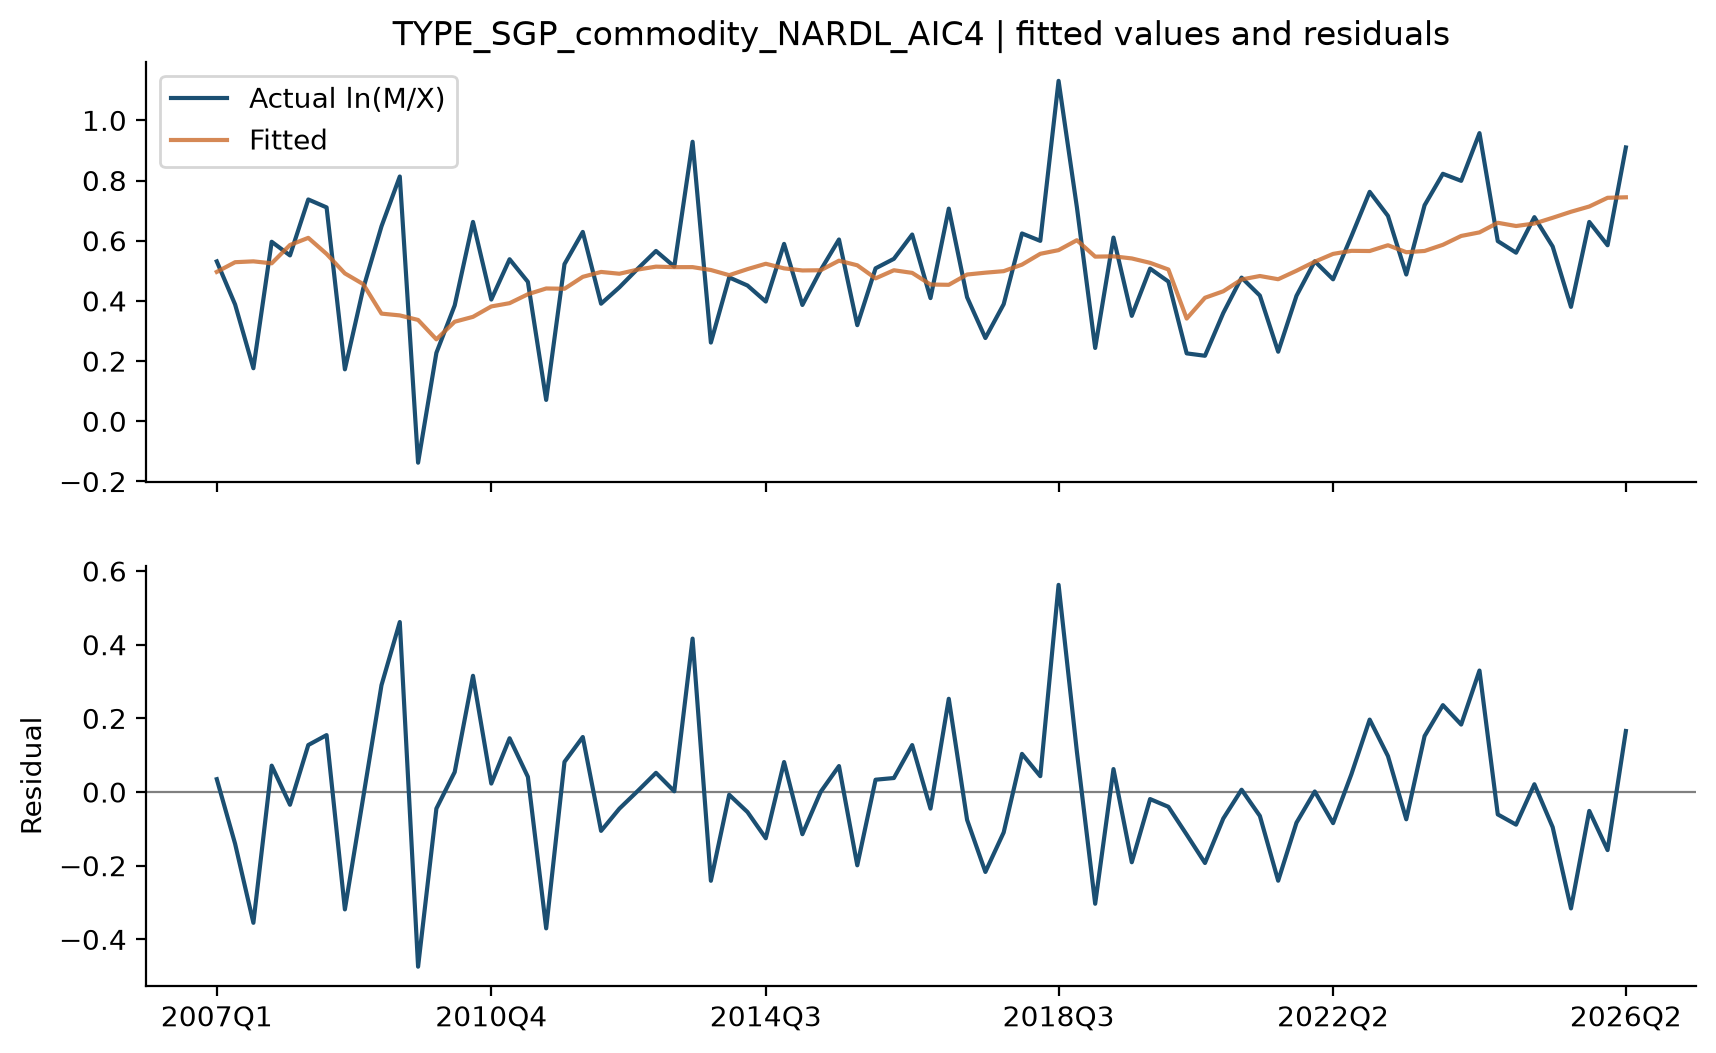 TYPE_SGP_commodity_NARDL_AIC4 | fitted values and residuals
Actual ln(M/X)
Fitted
1.0
0.8
0.6
0.4
0.2
0.0
−0.2
Residual
0.6
0.4
0.2
0.0
−0.2
−0.4
2007Q1 2010Q4 2014Q3 2018Q3 2022Q2 2026Q2